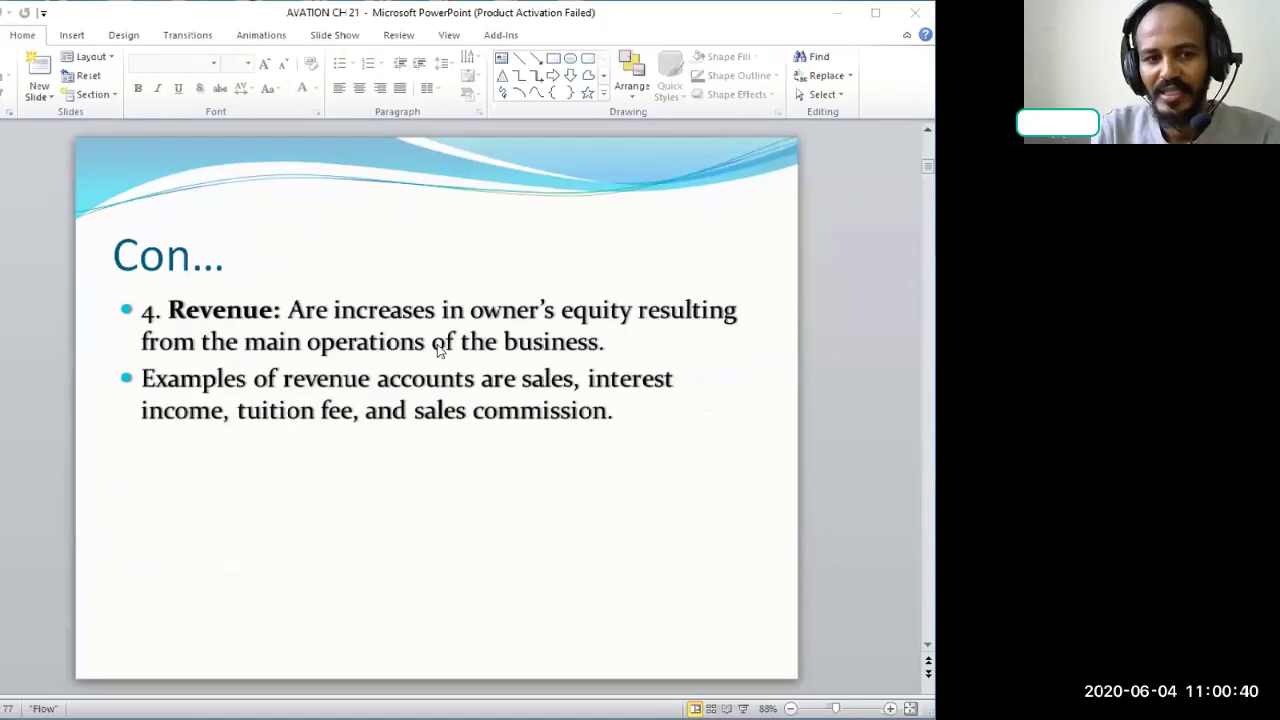 AVATION CH 21 - Microsoft PowerPoint (Product Activation Failed)
Home Insert Design Transitions Animations Slide Show Review View Add-Ins
New Slide Layout Reset Section
B I U S abc AV Aa A
Arrange Quick Styles Shape Fill Shape Outline Shape Effects
Find Replace Select
Slides Font Paragraph Drawing Editing
Con...
4. Revenue: Are increases in owner's equity resulting
from the main operations of the business.
Examples of revenue accounts are sales, interest
income, tuition fee, and sales commission.
77 "Flow" 83%
2020-06-04 11:00:40